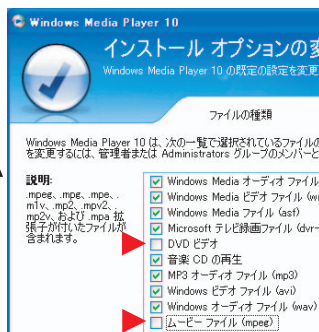 Windows Media Player 10
インストール オプションの変
Windows Media Player 10 の既定の設定を変更
ファイルの種類
Windows Media Player 10 は、次の一覧で選択されているファイルの
を変更するには、管理者または Administrators グループのメンバーと
説明:
.mpeg、.mpg、.mpe、.
m1v、.mp2、.mpv2、.
mp2v、および .mpa 拡
張子が付いたファイルが
含まれます。
Windows Media オーディオ ファイル
Windows Media ビデオ ファイル
Windows Media ファイル (asf)
Microsoft テレビ録画ファイル (dvr-
DVD ビデオ
音楽 CD の再生
MP3 オーディオ ファイル (mp3)
Windows ビデオ ファイル (avi)
Windows オーディオ ファイル (wav)
ムービー ファイル (mpeg)